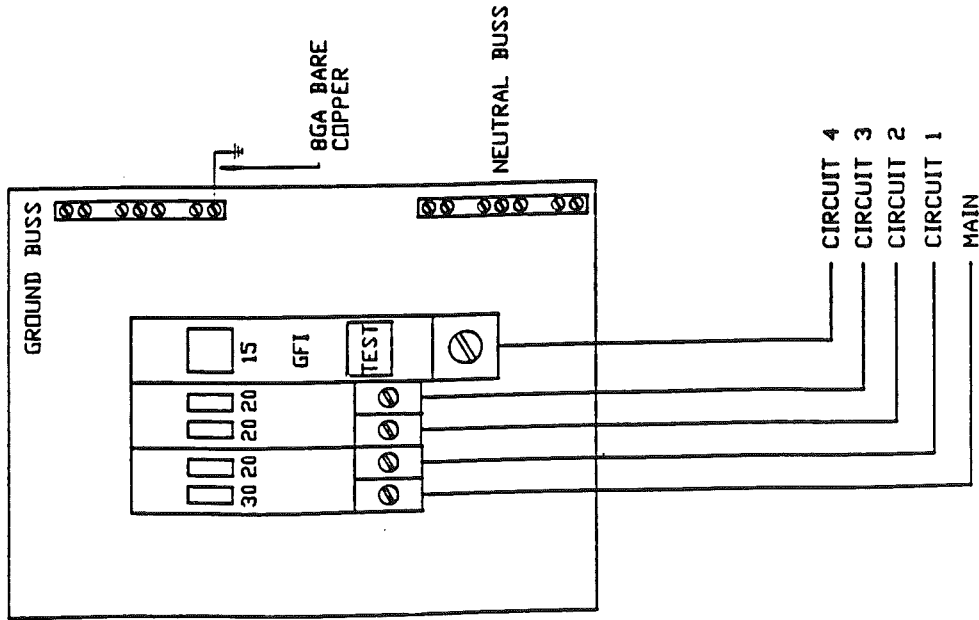 GROUND BUSS
8GA BARE
COPPER
NEUTRAL BUSS
15
GFI
TEST
20
20
20
30
CIRCUIT 4
CIRCUIT 3
CIRCUIT 2
CIRCUIT 1
MAIN